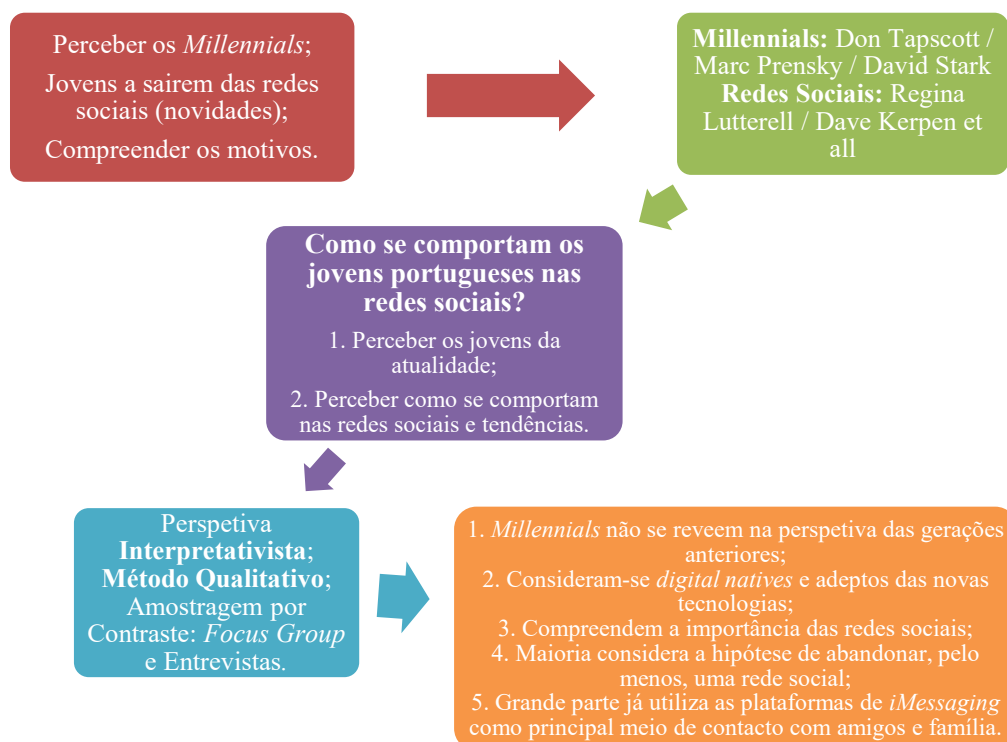 Perceber os Millennials;
Jovens a sairem das redes
sociais (novidades);
Compreender os motivos.
Millennials: Don Tapscott /
Marc Prensky / David Stark
Redes Sociais: Regina
Lutterell / Dave Kerpen et
all
Como se comportam os
jovens portugueses nas
redes sociais?
1. Perceber os jovens da
atualidade;
2. Perceber como se comportam
nas redes sociais e tendências.
Perspetiva
Interpretativista;
Método Qualitativo;
Amostragem por
Contraste: Focus Group
e Entrevistas.
1. Millennials não se reveem na perspetiva das gerações
anteriores;
2. Consideram-se digital natives e adeptos das novas
tecnologias;
3. Compreendem a importância das redes sociais;
4. Maioria considera a hipótese de abandonar, pelo
menos, uma rede social;
5. Grande parte já utiliza as plataformas de iMessaging
como principal meio de contacto com amigos e família.